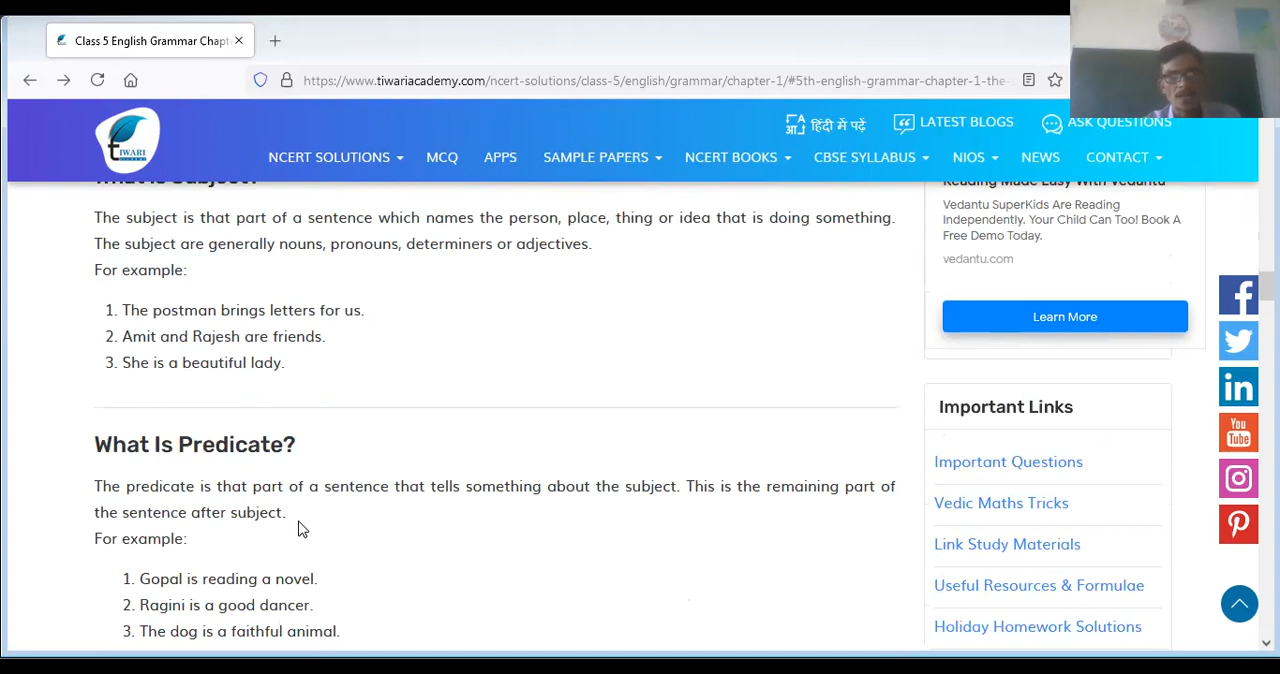 Class 5 English Grammar Chapt
https://www.tiwariacademy.com/ncert-solutions/class-5/english/grammar/chapter-1/#5th-english-grammar-chapter-1-the-
TIWARI
ACADEMY
हिंदी में पढ़ें
LATEST BLOGS
ASK QUESTIONS
NCERT SOLUTIONS
MCQ
APPS
SAMPLE PAPERS
NCERT BOOKS
CBSE SYLLABUS
NIOS
NEWS
CONTACT
What Is Subject?
The subject is that part of a sentence which names the person, place, thing or idea that is doing something.
The subject are generally nouns, pronouns, determiners or adjectives.
For example:
1. The postman brings letters for us.
2. Amit and Rajesh are friends.
3. She is a beautiful lady.
What Is Predicate?
The predicate is that part of a sentence that tells something about the subject. This is the remaining part of
the sentence after subject.
For example:
1. Gopal is reading a novel.
2. Ragini is a good dancer.
3. The dog is a faithful animal.
Reading Made Easy With Vedantu
Vedantu SuperKids Are Reading
Independently. Your Child Can Too! Book A
Free Demo Today.
vedantu.com
Learn More
Important Links
Important Questions
Vedic Maths Tricks
Link Study Materials
Useful Resources & Formulae
Holiday Homework Solutions
You
Tube